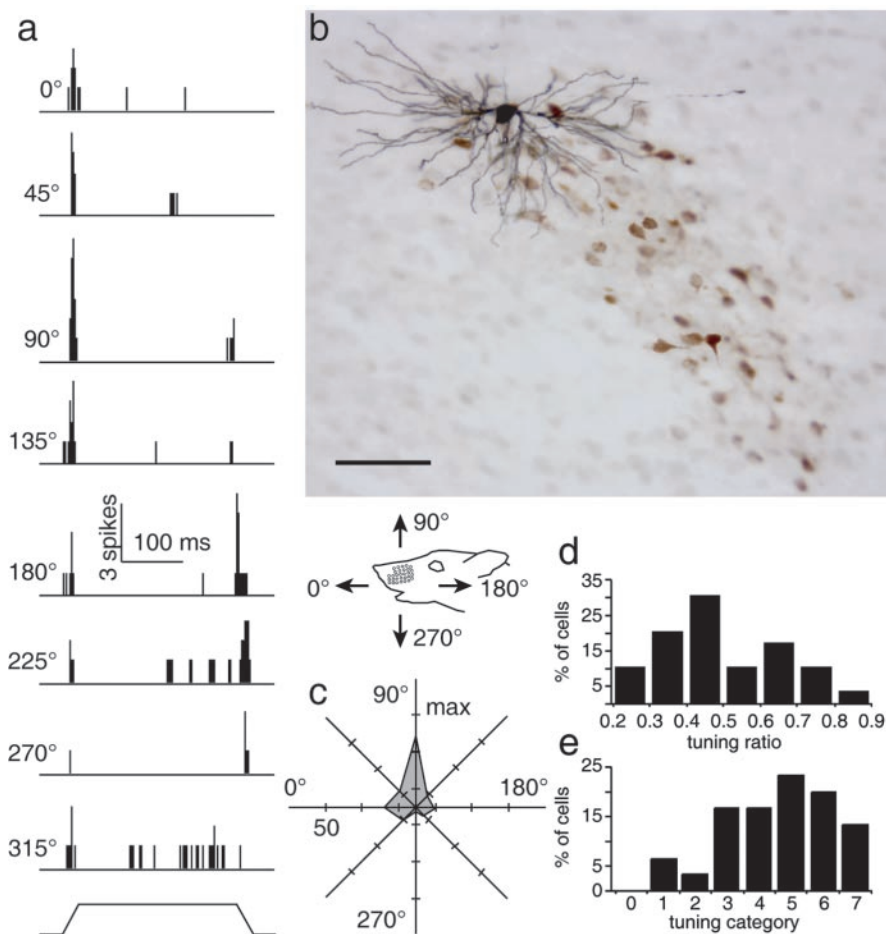 a
0°
45°
90°
135°
180°
3 spikes
100 ms
225°
270°
315°
b
90°
0°
180°
270°
c
90°
max
0°
180°
50
270°
d
% of cells
35
25
15
5
0.2 0.3 0.4 0.5 0.6 0.7 0.8 0.9
tuning ratio
e
% of cells
25
15
5
0
0 1 2 3 4 5 6 7
tuning category